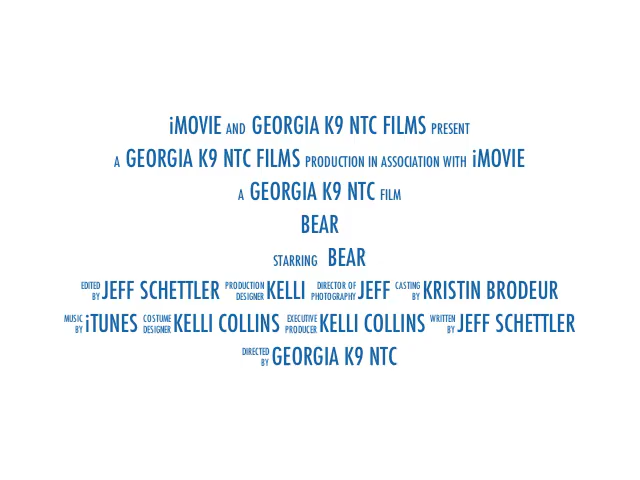 iMOVIE AND GEORGIA K9 NTC FILMS PRESENT
A GEORGIA K9 NTC FILMS PRODUCTION IN ASSOCIATION WITH iMOVIE
A GEORGIA K9 NTC FILM
BEAR
STARRING BEAR
EDITED BY JEFF SCHETTLER PRODUCTION DESIGNER KELLI DIRECTOR OF PHOTOGRAPHY JEFF CASTING BY KRISTIN BRODEUR
MUSIC BY iTUNES COSTUME DESIGNER KELLI COLLINS EXECUTIVE PRODUCER KELLI COLLINS WRITTEN BY JEFF SCHETTLER
DIRECTED BY GEORGIA K9 NTC